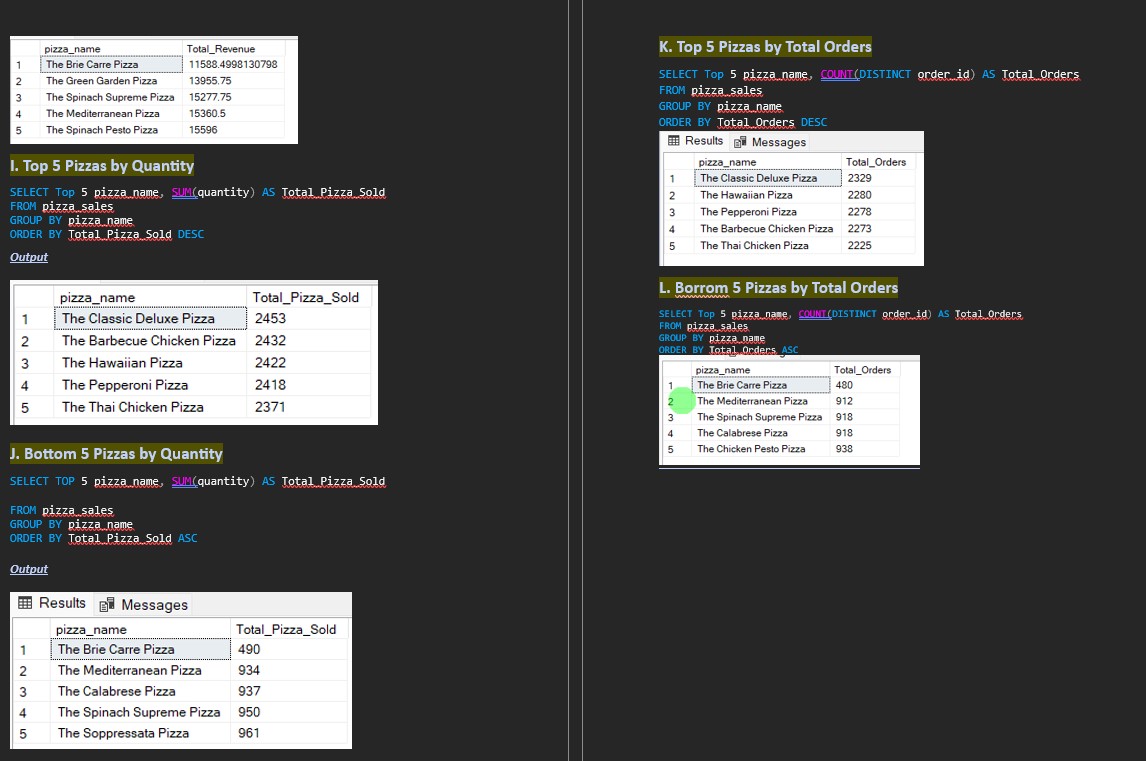 pizza_name Total_Revenue
1 The Brie Carre Pizza 11588.4998130798
2 The Green Garden Pizza 13955.75
3 The Spinach Supreme Pizza 15277.75
4 The Mediterranean Pizza 15360.5
5 The Spinach Pesto Pizza 15596
I. Top 5 Pizzas by Quantity
SELECT Top 5 pizza_name, SUM(quantity) AS Total_Pizza_Sold
FROM pizza_sales
GROUP BY pizza_name
ORDER BY Total_Pizza_Sold DESC
Output
pizza_name Total_Pizza_Sold
1 The Classic Deluxe Pizza 2453
2 The Barbecue Chicken Pizza 2432
3 The Hawaiian Pizza 2422
4 The Pepperoni Pizza 2418
5 The Thai Chicken Pizza 2371
J. Bottom 5 Pizzas by Quantity
SELECT TOP 5 pizza_name, SUM(quantity) AS Total_Pizza_Sold
FROM pizza_sales
GROUP BY pizza_name
ORDER BY Total_Pizza_Sold ASC
Output
Results Messages
pizza_name Total_Pizza_Sold
1 The Brie Carre Pizza 490
2 The Mediterranean Pizza 934
3 The Calabrese Pizza 937
4 The Spinach Supreme Pizza 950
5 The Soppressata Pizza 961
K. Top 5 Pizzas by Total Orders
SELECT Top 5 pizza_name, COUNT(DISTINCT order_id) AS Total_Orders
FROM pizza_sales
GROUP BY pizza_name
ORDER BY Total_Orders DESC
Results Messages
pizza_name Total_Orders
1 The Classic Deluxe Pizza 2329
2 The Hawaiian Pizza 2280
3 The Pepperoni Pizza 2278
4 The Barbecue Chicken Pizza 2273
5 The Thai Chicken Pizza 2225
L. Borrom 5 Pizzas by Total Orders
SELECT Top 5 pizza_name, COUNT(DISTINCT order_id) AS Total_Orders
FROM pizza_sales
GROUP BY pizza_name
ORDER BY Total_Orders ASC
pizza_name Total_Orders
1 The Brie Carre Pizza 480
2 The Mediterranean Pizza 912
3 The Spinach Supreme Pizza 918
4 The Calabrese Pizza 918
5 The Chicken Pesto Pizza 938